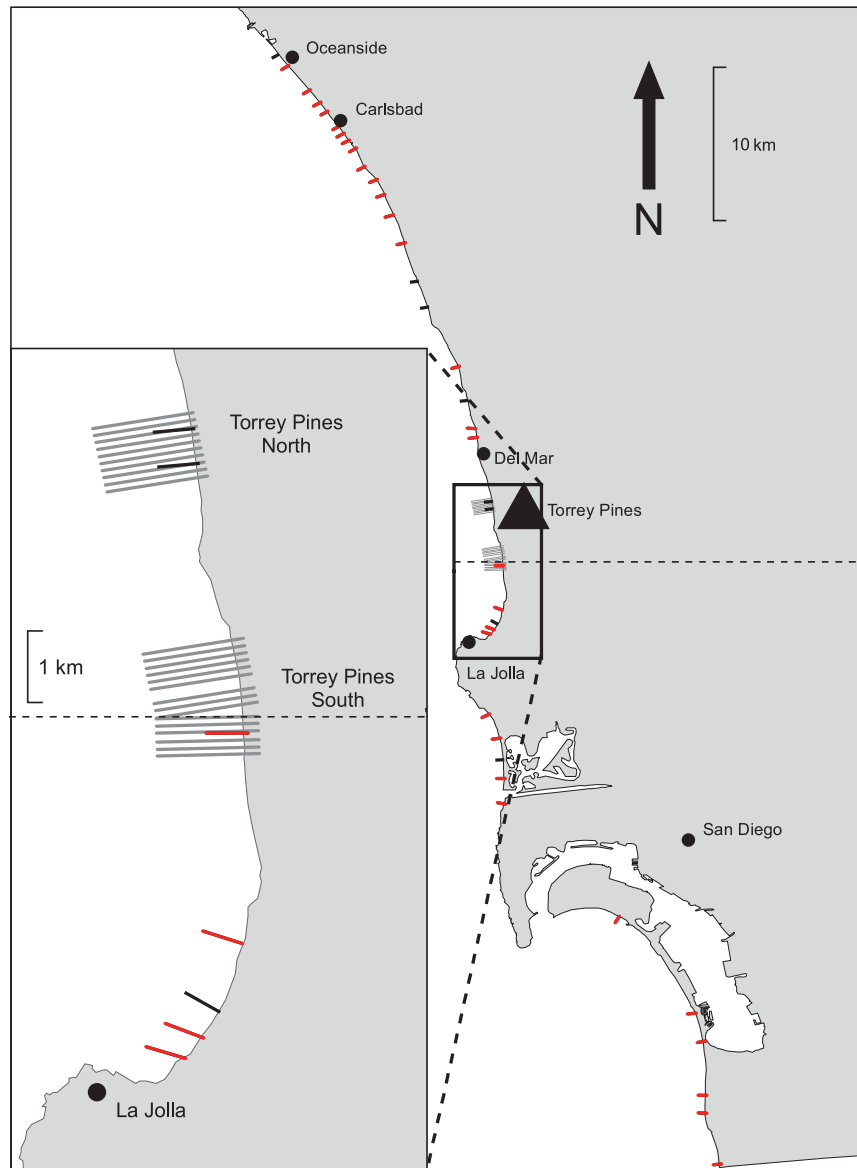 Oceanside
Carlsbad
10 km
N
Torrey Pines
North
Del Mar
Torrey Pines
1 km
Torrey Pines
South
La Jolla
San Diego
La Jolla